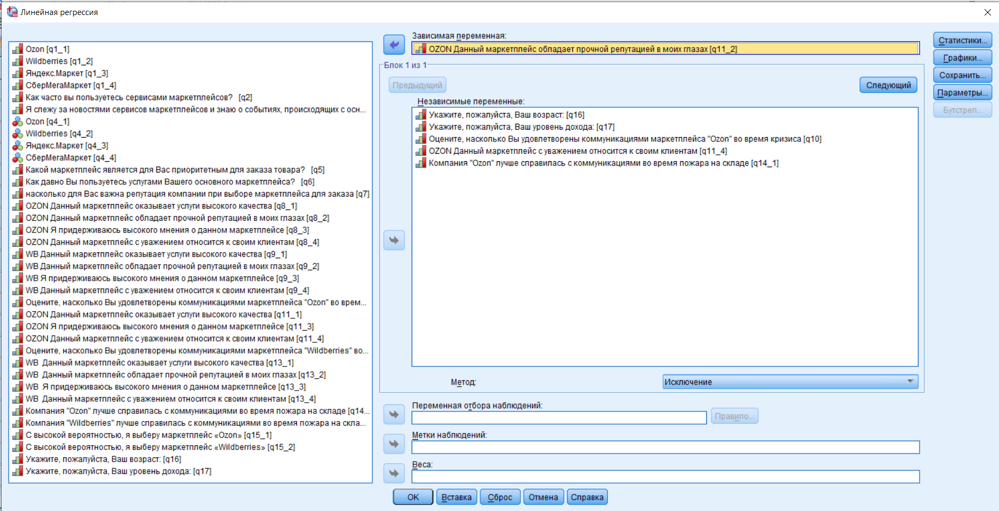 Линейная регрессия
Ozon [q1_1]
Wildberries [q1_2]
Яндекс.Маркет [q1_3]
СберМегаМаркет [q1_4]
Как часто вы пользуетесь сервисами маркетплейсов? [q2]
Я слежу за новостями сервисов маркетплейсов и знаю о событиях, происходящих с осн...
Ozon [q4_1]
Wildberries [q4_2]
Яндекс.Маркет [q4_3]
СберМегаМаркет [q4_4]
Какой маркетплейс является для Вас приоритетным для заказа товара? [q5]
Как давно Вы пользуетесь услугами Вашего основного маркетплейса? [q6]
насколько для Вас важна репутация компании при выборе маркетплейса для заказа [q7]
OZON Данный маркетплейс оказывает услуги высокого качества [q8_1]
OZON Данный маркетплейс обладает прочной репутацией в моих глазах [q8_2]
OZON Я придерживаюсь высокого мнения о данном маркетплейсе [q8_3]
OZON Данный маркетплейс с уважением относится к своим клиентам [q8_4]
WB Данный маркетплейс оказывает услуги высокого качества [q9_1]
WB Данный маркетплейс обладает прочной репутацией в моих глазах [q9_2]
WB Я придерживаюсь высокого мнения о данном маркетплейсе [q9_3]
WB Данный маркетплейс с уважением относится к своим клиентам [q9_4]
Оцените, насколько Вы удовлетворены коммуникациями маркетплейса "Ozon" во врем...
OZON Данный маркетплейс оказывает услуги высокого качества [q11_1]
OZON Я придерживаюсь высокого мнения о данном маркетплейсе [q11_3]
OZON Данный маркетплейс с уважением относится к своим клиентам [q11_4]
Оцените, насколько Вы удовлетворены коммуникациями маркетплейса "Wildberries" во...
WB Данный маркетплейс оказывает услуги высокого качества [q13_1]
WB Данный маркетплейс обладает прочной репутацией в моих глазах [q13_2]
WB Я придерживаюсь высокого мнения о данном маркетплейсе [q13_3]
WB Данный маркетплейс с уважением относится к своим клиентам [q13_4]
Компания "Ozon" лучше справилась с коммуникациями во время пожара на складе [q14...
Компания "Wildberries" лучше справилась с коммуникациями во время пожара на скла...
С высокой вероятностью, я выберу маркетплейс «Ozon» [q15_1]
С высокой вероятностью, я выберу маркетплейс «Wildberries» [q15_2]
Укажите, пожалуйста, Ваш возраст: [q16]
Укажите, пожалуйста, Ваш уровень дохода: [q17]
Зависимая переменная:
OZON Данный маркетплейс обладает прочной репутацией в моих глазах [q11_2]
Блок 1 из 1
Предыдущий
Следующий
Независимые переменные:
Укажите, пожалуйста, Ваш возраст: [q16]
Укажите, пожалуйста, Ваш уровень дохода: [q17]
Оцените, насколько Вы удовлетворены коммуникациями маркетплейса "Ozon" во время кризиса [q10]
OZON Данный маркетплейс с уважением относится к своим клиентам [q11_4]
Компания "Ozon" лучше справилась с коммуникациями во время пожара на складе [q14_1]
Метод:
Исключение
Переменная отбора наблюдений:
Правило...
Метки наблюдений:
Веса:
OK
Вставка
Сброс
Отмена
Справка
Статистики...
Графики...
Сохранить...
Параметры...
Бутстреп...